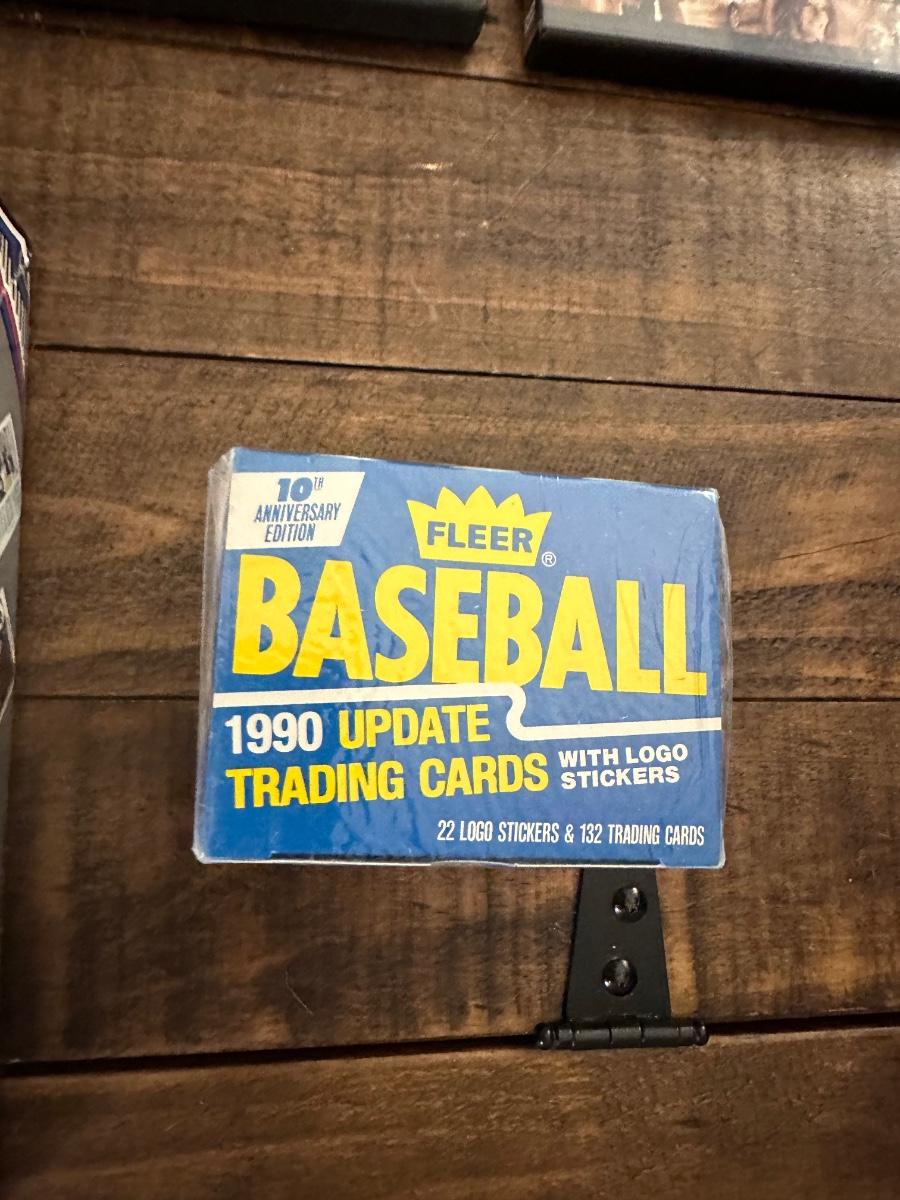 10TH
ANNIVERSARY
EDITION
FLEER®
BASEBALL
1990 UPDATE
TRADING CARDS
WITH LOGO
STICKERS
22 LOGO STICKERS & 132 TRADING CARDS